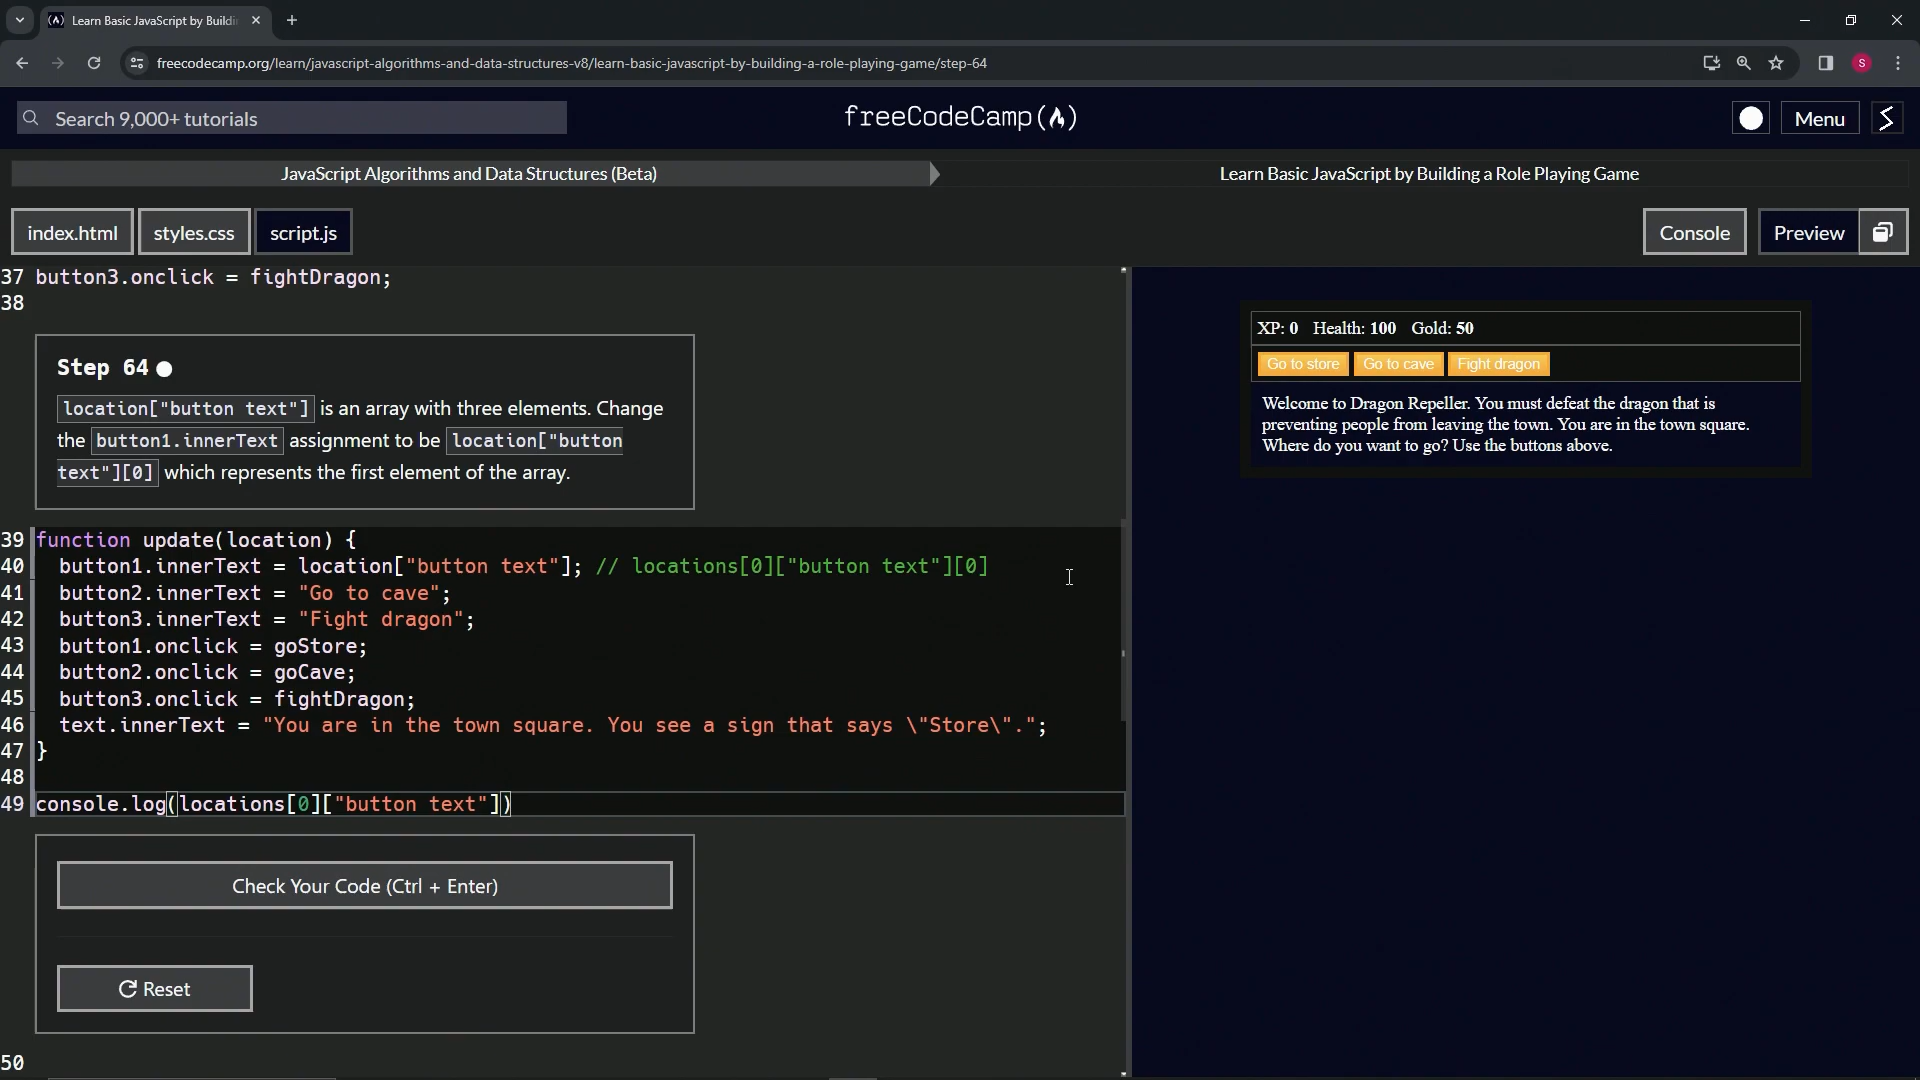 Learn Basic JavaScript by Buildi
freecodecamp.org/learn/javascript-algorithms-and-data-structures-v8/learn-basic-javascript-by-building-a-role-playing-game/step-64
S
Search 9,000+ tutorials
freeCodeCamp(🔥)
Menu
JavaScript Algorithms and Data Structures (Beta)
Learn Basic JavaScript by Building a Role Playing Game
index.html
styles.css
script.js
Console
Preview
37 button3.onclick = fightDragon;
38
Step 64
location["button text"] is an array with three elements. Change
the button1.innerText assignment to be location["button
text"][0] which represents the first element of the array.
39 function update(location) {
40 button1.innerText = location["button text"]; // locations[0]["button text"][0]
41 button2.innerText = "Go to cave";
42 button3.innerText = "Fight dragon";
43 button1.onclick = goStore;
44 button2.onclick = goCave;
45 button3.onclick = fightDragon;
46 text.innerText = "You are in the town square. You see a sign that says \"Store\".";
47 }
48
49 console.log(locations[0]["button text"])
Check Your Code (Ctrl + Enter)
Reset
50
XP: 0 Health: 100 Gold: 50
Go to store
Go to cave
Fight dragon
Welcome to Dragon Repeller. You must defeat the dragon that is
preventing people from leaving the town. You are in the town square.
Where do you want to go? Use the buttons above.